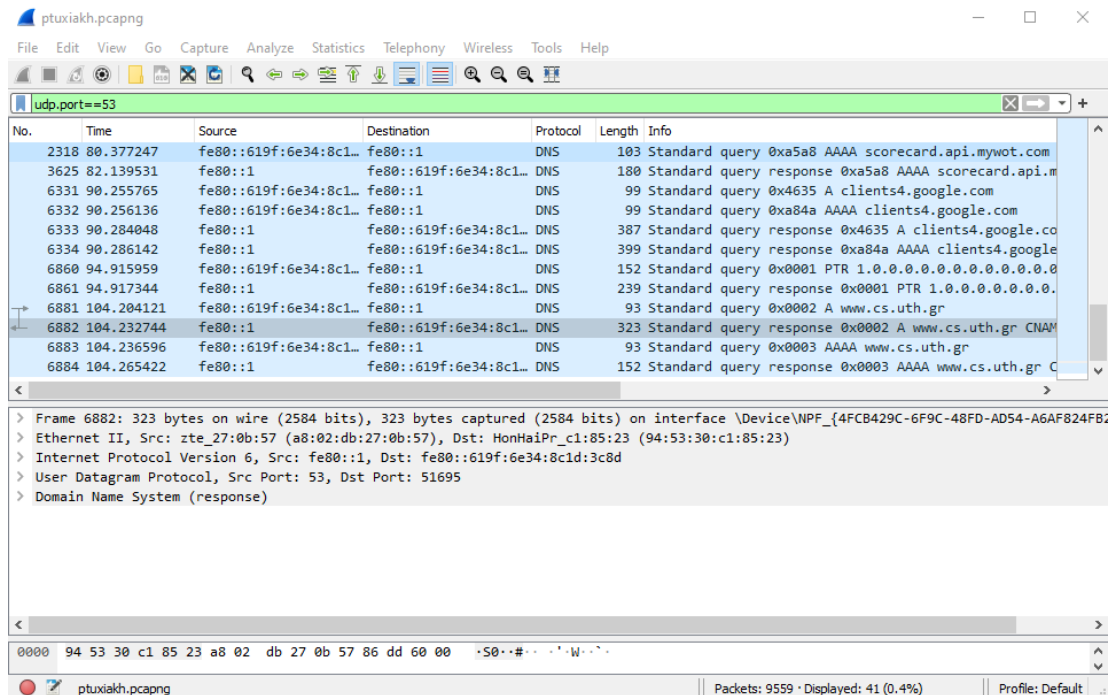 ptuxiakh.pcapng
File Edit View Go Capture Analyze Statistics Telephony Wireless Tools Help
udp.port==53
No. Time Source Destination Protocol Length Info
2318 80.377247 fe80::619f:6e34:8c1… fe80::1 DNS 103 Standard query 0xa5a8 AAAA scorecard.api.mywot.com
3625 82.139531 fe80::1 fe80::619f:6e34:8c1… DNS 180 Standard query response 0xa5a8 AAAA scorecard.api.m
6331 90.255765 fe80::619f:6e34:8c1… fe80::1 DNS 99 Standard query 0x4635 A clients4.google.com
6332 90.256136 fe80::619f:6e34:8c1… fe80::1 DNS 99 Standard query 0xa84a AAAA clients4.google.com
6333 90.284048 fe80::1 fe80::619f:6e34:8c1… DNS 387 Standard query response 0x4635 A clients4.google.co
6334 90.286142 fe80::1 fe80::619f:6e34:8c1… DNS 399 Standard query response 0xa84a AAAA clients4.google
6860 94.915959 fe80::619f:6e34:8c1… fe80::1 DNS 152 Standard query 0x0001 PTR 1.0.0.0.0.0.0.0.0.0.0.0
6861 94.917344 fe80::1 fe80::619f:6e34:8c1… DNS 239 Standard query response 0x0001 PTR 1.0.0.0.0.0.0.0.
6881 104.204121 fe80::619f:6e34:8c1… fe80::1 DNS 93 Standard query 0x0002 A www.cs.uth.gr
6882 104.232744 fe80::1 fe80::619f:6e34:8c1… DNS 323 Standard query response 0x0002 A www.cs.uth.gr CNAM
6883 104.236596 fe80::619f:6e34:8c1… fe80::1 DNS 93 Standard query 0x0003 AAAA www.cs.uth.gr
6884 104.265422 fe80::1 fe80::619f:6e34:8c1… DNS 152 Standard query response 0x0003 AAAA www.cs.uth.gr C
> Frame 6882: 323 bytes on wire (2584 bits), 323 bytes captured (2584 bits) on interface \Device\NPF_{4FCB429C-6F9C-48FD-AD54-A6AF824FB2
> Ethernet II, Src: zte_27:0b:57 (a8:02:db:27:0b:57), Dst: HonHaiPr_c1:85:23 (94:53:30:c1:85:23)
> Internet Protocol Version 6, Src: fe80::1, Dst: fe80::619f:6e34:8c1d:3c8d
> User Datagram Protocol, Src Port: 53, Dst Port: 51695
> Domain Name System (response)
0000 94 53 30 c1 85 23 a8 02 db 27 0b 57 86 dd 60 00 ·S0··#·· ·'·W··`·
ptuxiakh.pcapng Packets: 9559 · Displayed: 41 (0.4%) Profile: Default